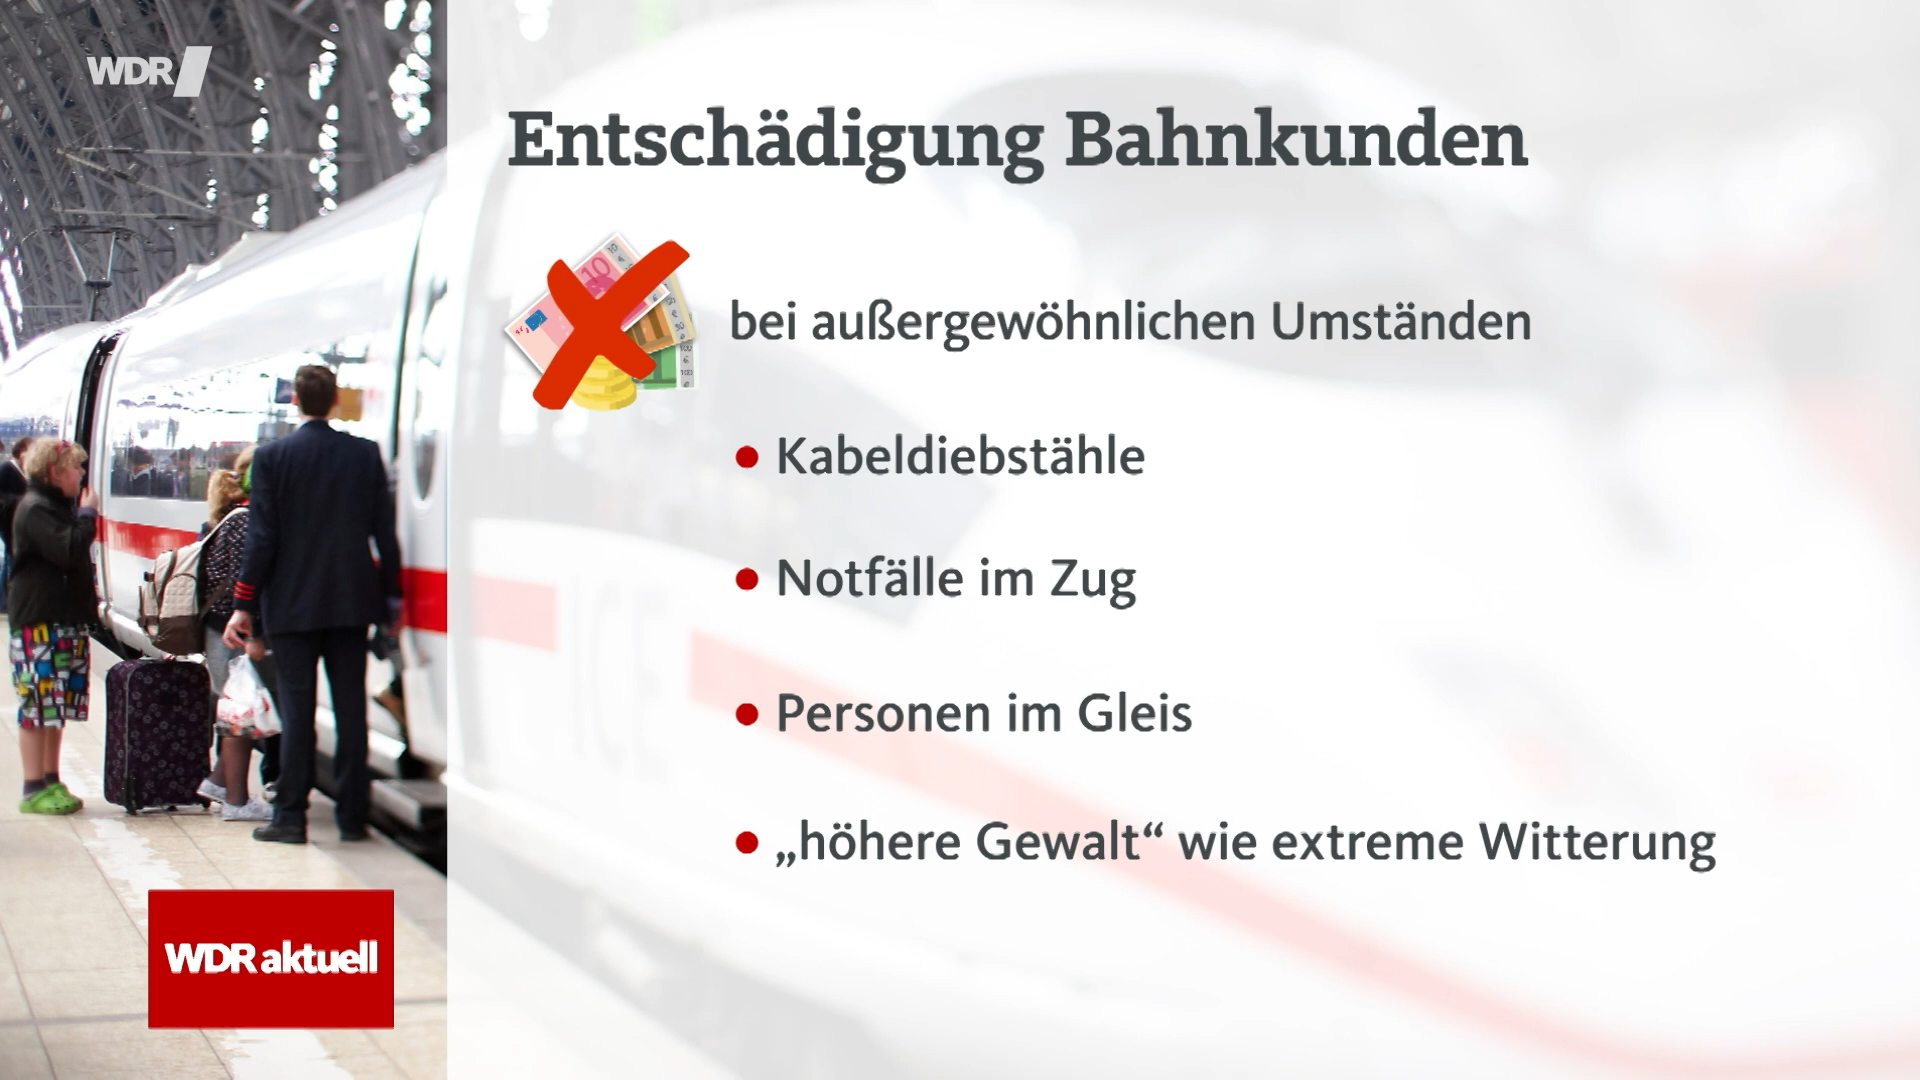 WDR
Entschädigung Bahnkunden
bei außergewöhnlichen Umständen
• Kabeldiebstähle
• Notfälle im Zug
• Personen im Gleis
• „höhere Gewalt“ wie extreme Witterung
WDR aktuell